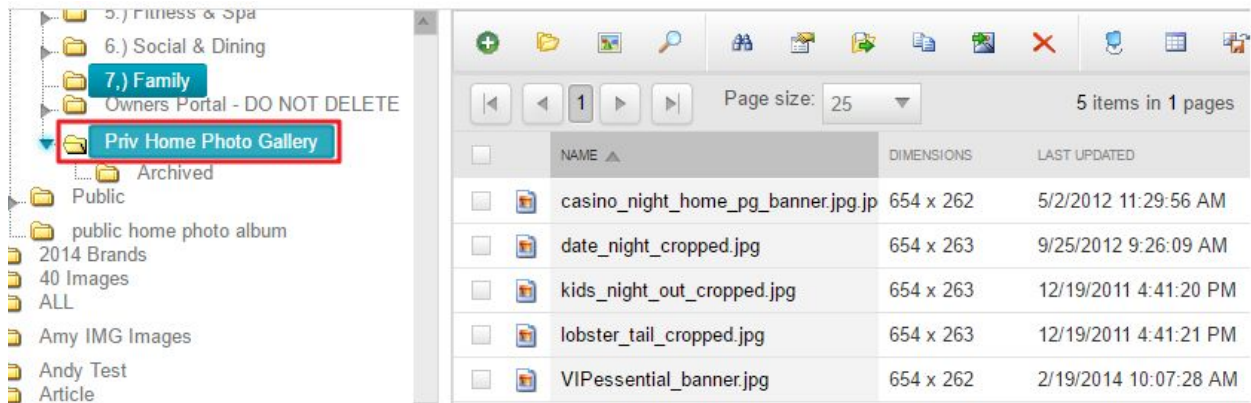 5.) Fitness & Spa
6.) Social & Dining
7,) Family
Owners Portal - DO NOT DELETE
Priv Home Photo Gallery
Archived
Public
public home photo album
2014 Brands
40 Images
ALL
Amy IMG Images
Andy Test
Article
1 Page size: 25 5 items in 1 pages
NAME DIMENSIONS LAST UPDATED
casino_night_home_pg_banner.jpg.jp 654 x 262 5/2/2012 11:29:56 AM
date_night_cropped.jpg 654 x 263 9/25/2012 9:26:09 AM
kids_night_out_cropped.jpg 654 x 263 12/19/2011 4:41:20 PM
lobster_tail_cropped.jpg 654 x 263 12/19/2011 4:41:21 PM
VIPessential_banner.jpg 654 x 262 2/19/2014 10:07:28 AM